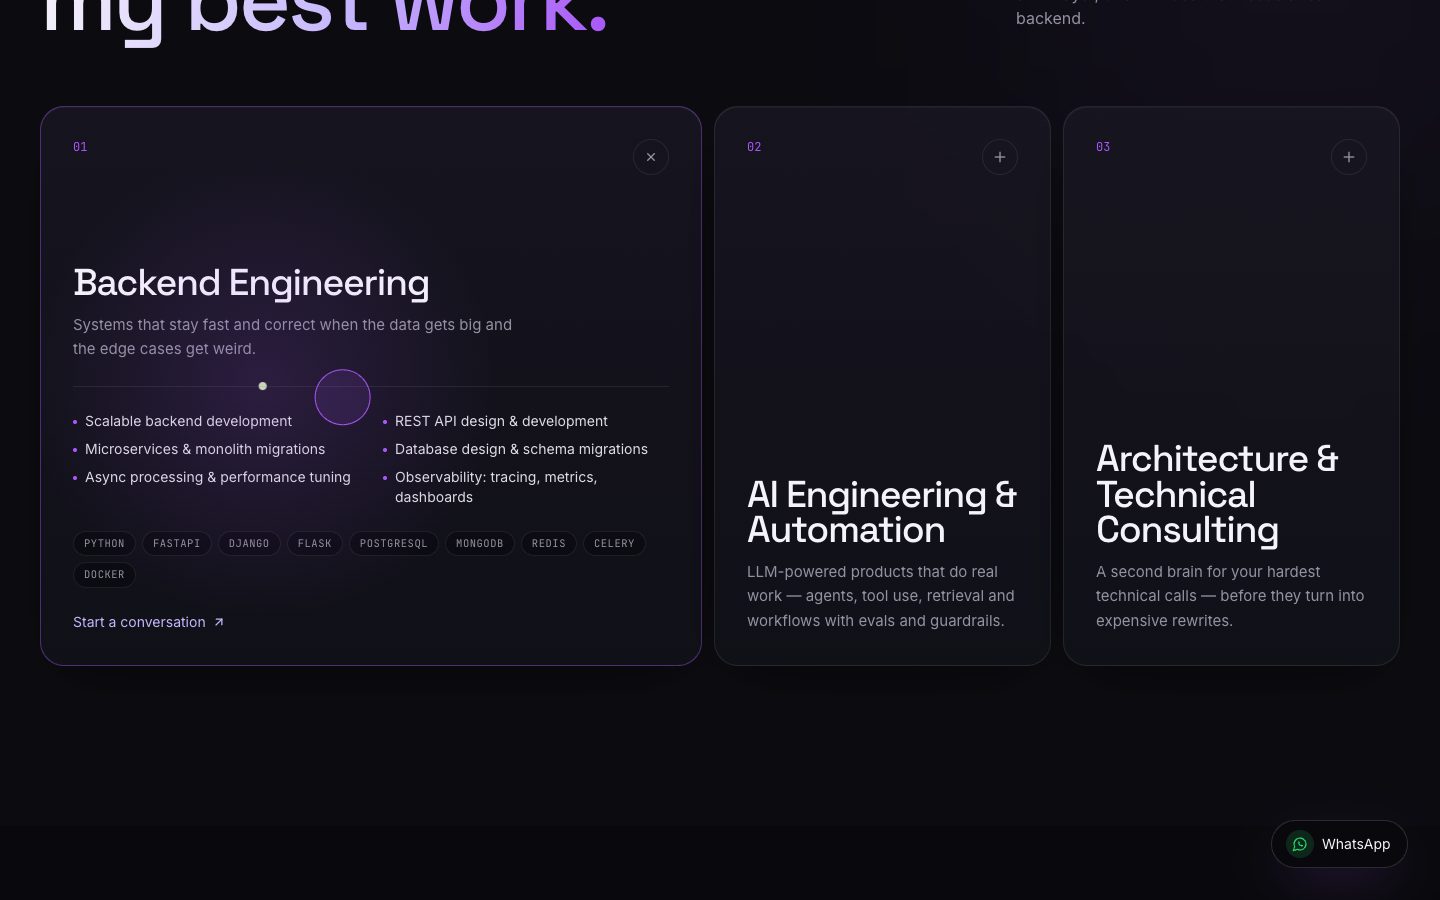 my best work.
backend.
01
Backend Engineering
Systems that stay fast and correct when the data gets big and
the edge cases get weird.
Scalable backend development
Microservices & monolith migrations
Async processing & performance tuning
REST API design & development
Database design & schema migrations
Observability: tracing, metrics,
dashboards
PYTHON FASTAPI DJANGO FLASK POSTGRESQL MONGODB REDIS CELERY
DOCKER
Start a conversation
02
AI Engineering &
Automation
LLM-powered products that do real
work — agents, tool use, retrieval and
workflows with evals and guardrails.
03
Architecture &
Technical
Consulting
A second brain for your hardest
technical calls — before they turn into
expensive rewrites.
WhatsApp